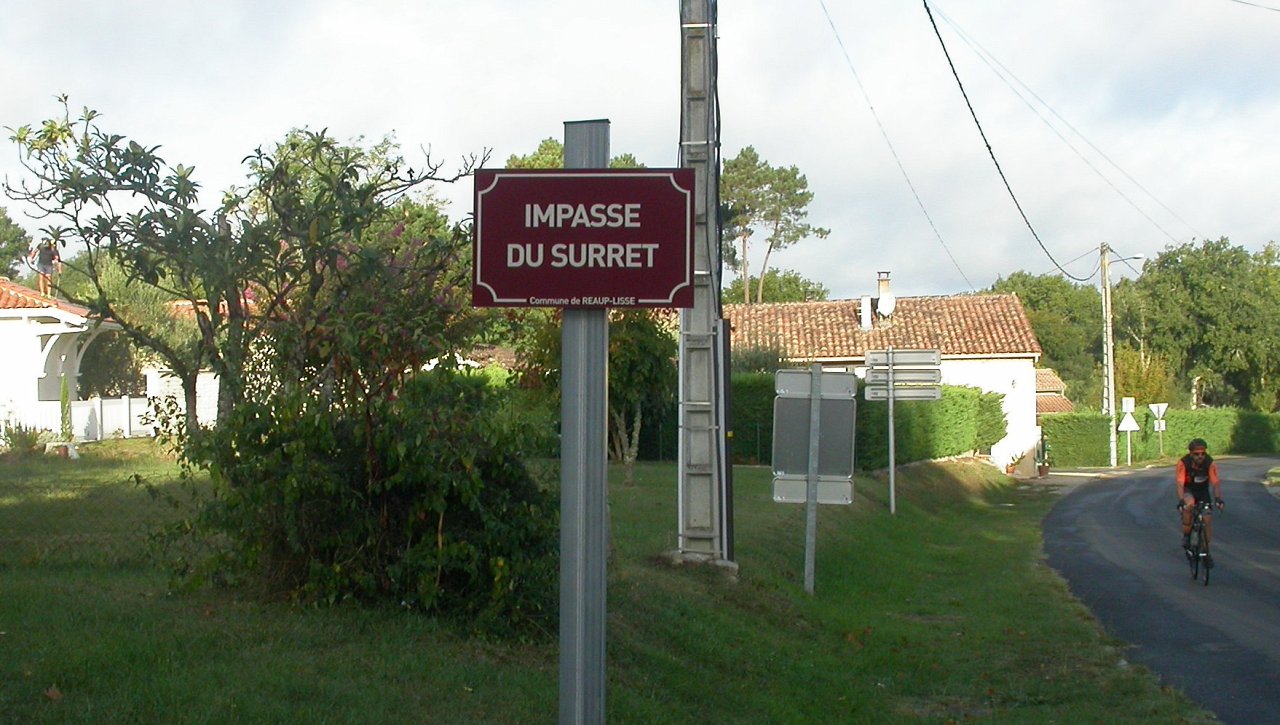 IMPASSE
DU SURRET
Commune de REAUP-LISSE